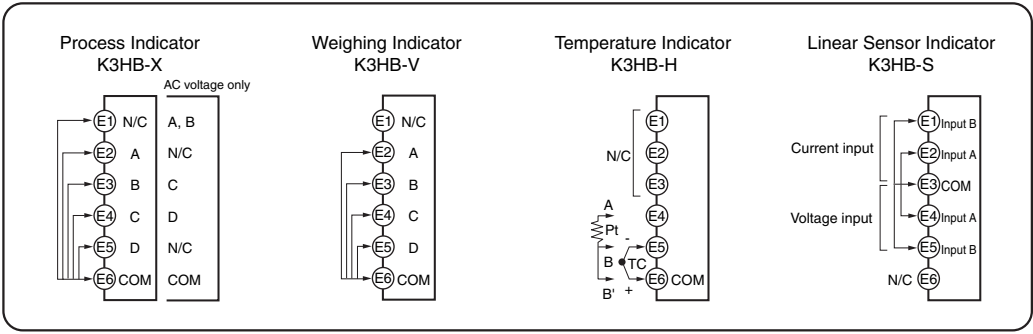 Process Indicator
K3HB-X
AC voltage only
E1 N/C A, B
E2 A N/C
E3 B C
E4 C D
E5 D N/C
E6 COM COM
Weighing Indicator
K3HB-V
E1 N/C
E2 A
E3 B
E4 C
E5 D
E6 COM
Temperature Indicator
K3HB-H
E1
N/C E2
E3
A E4
Pt
- E5
B TC
B' + E6 COM
Linear Sensor Indicator
K3HB-S
E1 Input B
Current input E2 Input A
E3 COM
Voltage input E4 Input A
E5 Input B
N/C E6